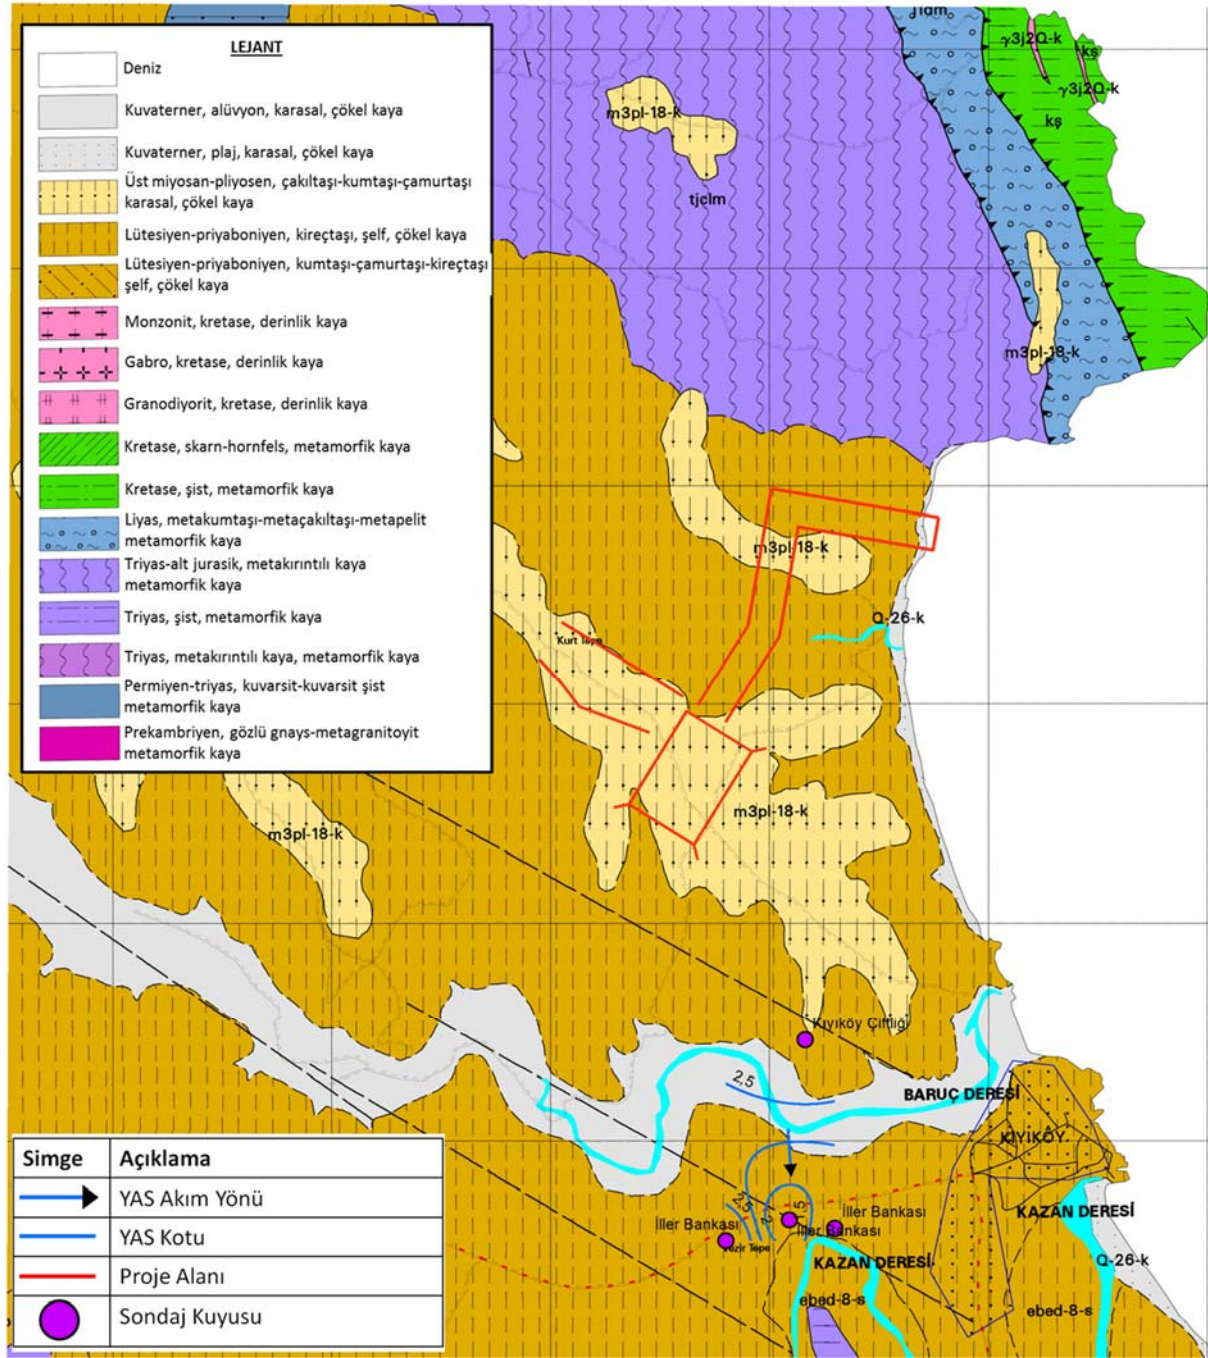 LEJANT
Deniz
Kuvaterner, alüvyon, karasal, çökel kaya
Kuvaterner, plaj, karasal, çökel kaya
Üst miyosan-pliyosen, çakıltaşı-kumtaşı-çamurtaşı
karasal, çökel kaya
Lütesiyen-priyaboniyen, kireçtaşı, şelf, çökel kaya
Lütesiyen-priyaboniyen, kumtaşı-çamurtaşı-kireçtaşı
şelf, çökel kaya
Monzonit, kretase, derinlik kaya
Gabro, kretase, derinlik kaya
Granodiyorit, kretase, derinlik kaya
Kretase, skarn-hornfels, metamorfik kaya
Kretase, şist, metamorfik kaya
Liyas, metakumtaşı-metaçakıltaşı-metapelit
metamorfik kaya
Triyas-alt jurasik, metakırıntılı kaya
metamorfik kaya
Triyas, şist, metamorfik kaya
Triyas, metakırıntılı kaya, metamorfik kaya
Permiyen-triyas, kuvarsit-kuvarsit şist
metamorfik kaya
Prekambriyen, gözlü gnays-metagranitoyit
metamorfik kaya
γ3j2Q-k
kş
γ3j2Q-k
kş
m3pl-18-k
tjclm
m3pl-18-k
m3pl-18-k
Q-26-k
Kurt Tepe
m3pl-18-k
m3pl-18-k
Kıyıköy Çiftliği
2,5
BARUÇ DERESİ
KIYIKÖY
2,5
2
1,5
İller Bankası
İller Bankası
İller Bankası
Vezir Tepe
KAZAN DERESİ
KAZAN DERESİ
Q-26-k
ebed-8-s
ebed-8-s
Simge Açıklama
YAS Akım Yönü
YAS Kotu
Proje Alanı
Sondaj Kuyusu